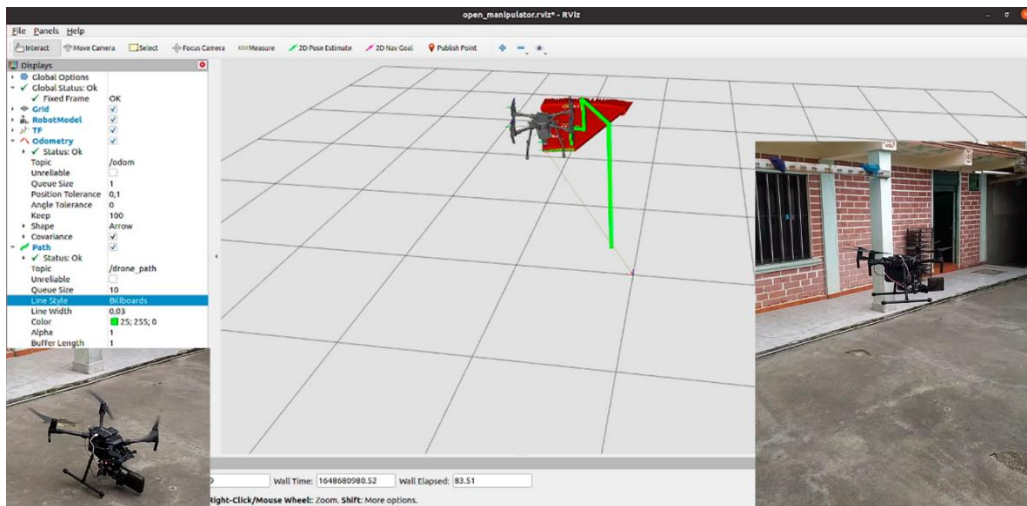 open_manipulator.rviz* - RViz
File Panels Help
Interact Move Camera Select Focus Camera Measure 2D Pose Estimate 2D Nav Goal Publish Point
Displays
Global Options
Global Status: Ok
Fixed Frame OK
Grid
RobotModel
TF
Odometry
Status: Ok
Topic /odom
Unreliable
Queue Size 1
Position Tolerance 0,1
Angle Tolerance 0
Keep 100
Shape Arrow
Covariance
Path
Status: Ok
Topic /drone_path
Unreliable
Queue Size 10
Line Style Billboards
Line Width 0,03
Color 25; 255; 0
Alpha 1
Buffer Length 1
Wall Time: 1648680980.52 Wall Elapsed: 83.51
Right-Click/Mouse Wheel: Zoom. Shift: More options.